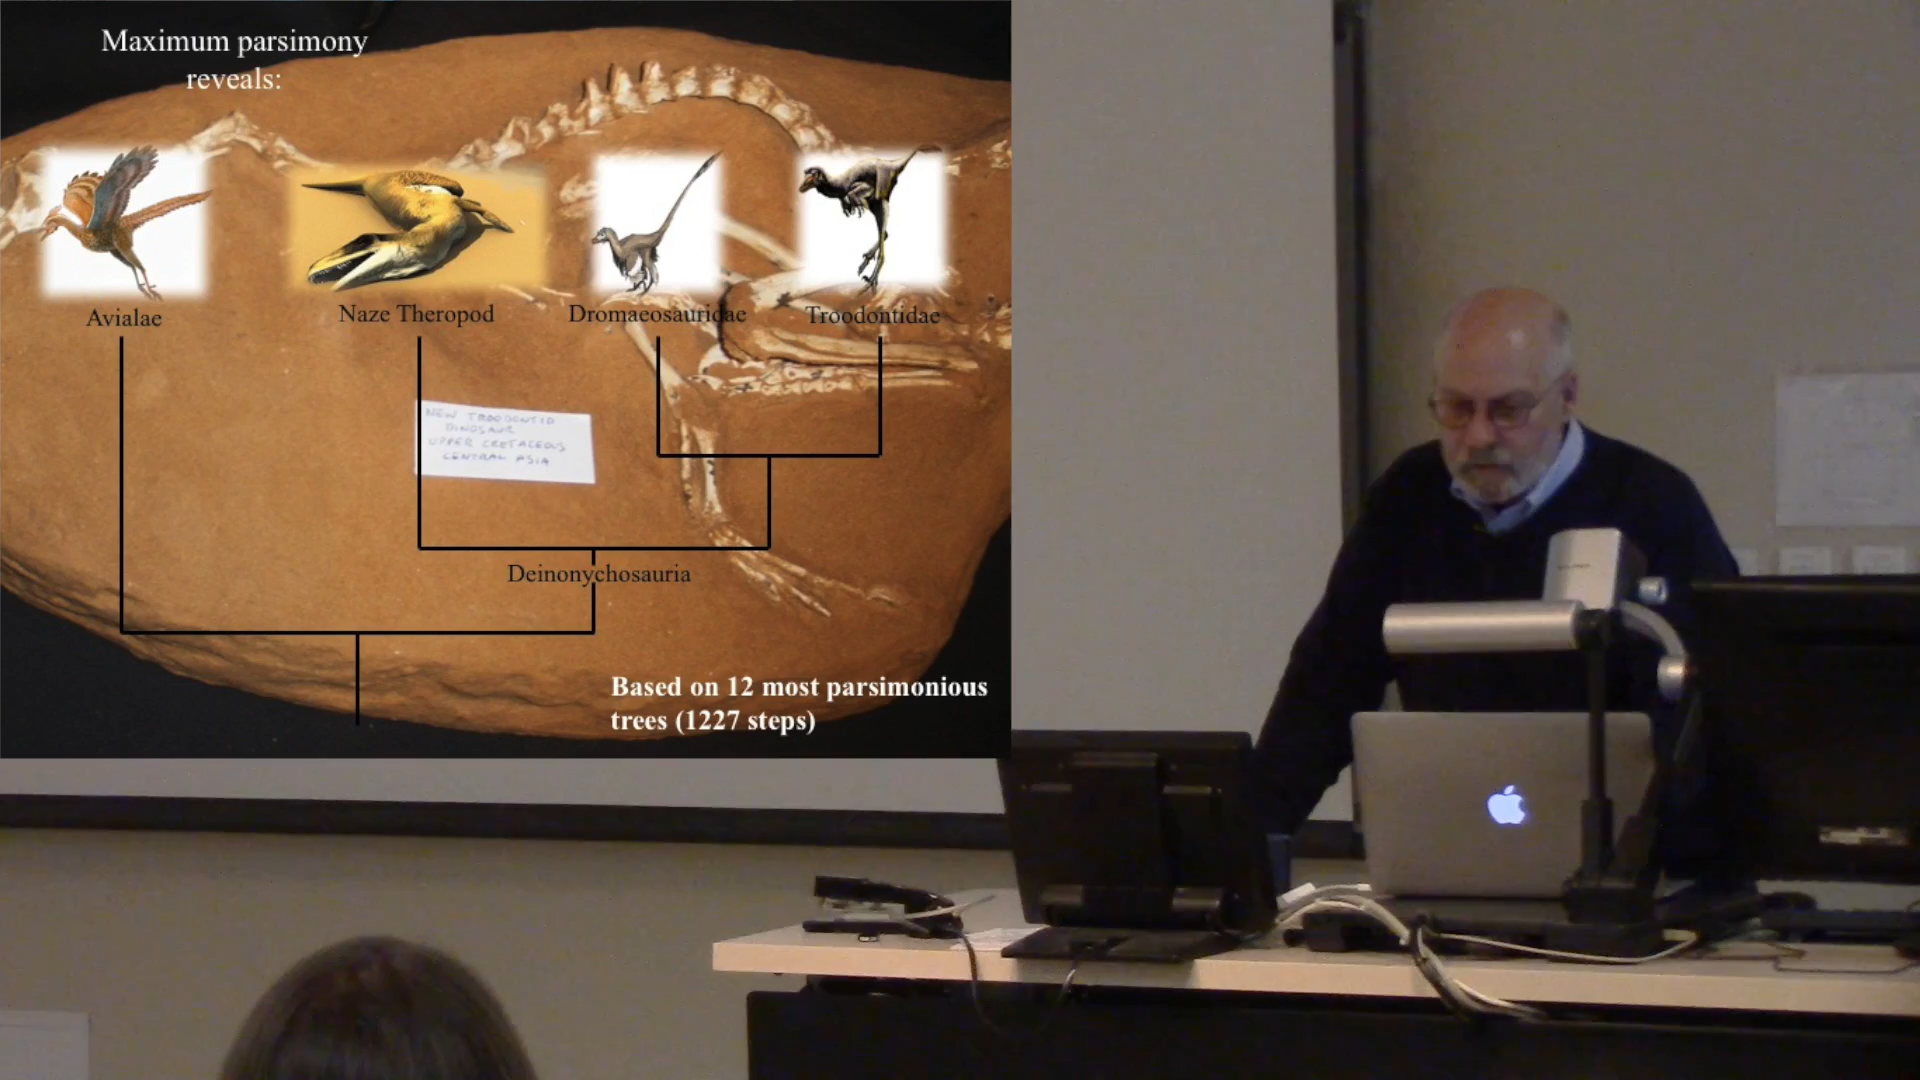 Maximum parsimony
reveals:
Avialae
Naze Theropod
Dromaeosauridae
Troodontidae
NEW TROODONTID
DINOSAUR
UPPER CRETACEOUS
CENTRAL ASIA
Deinonychosauria
Based on 12 most parsimonious
trees (1227 steps)